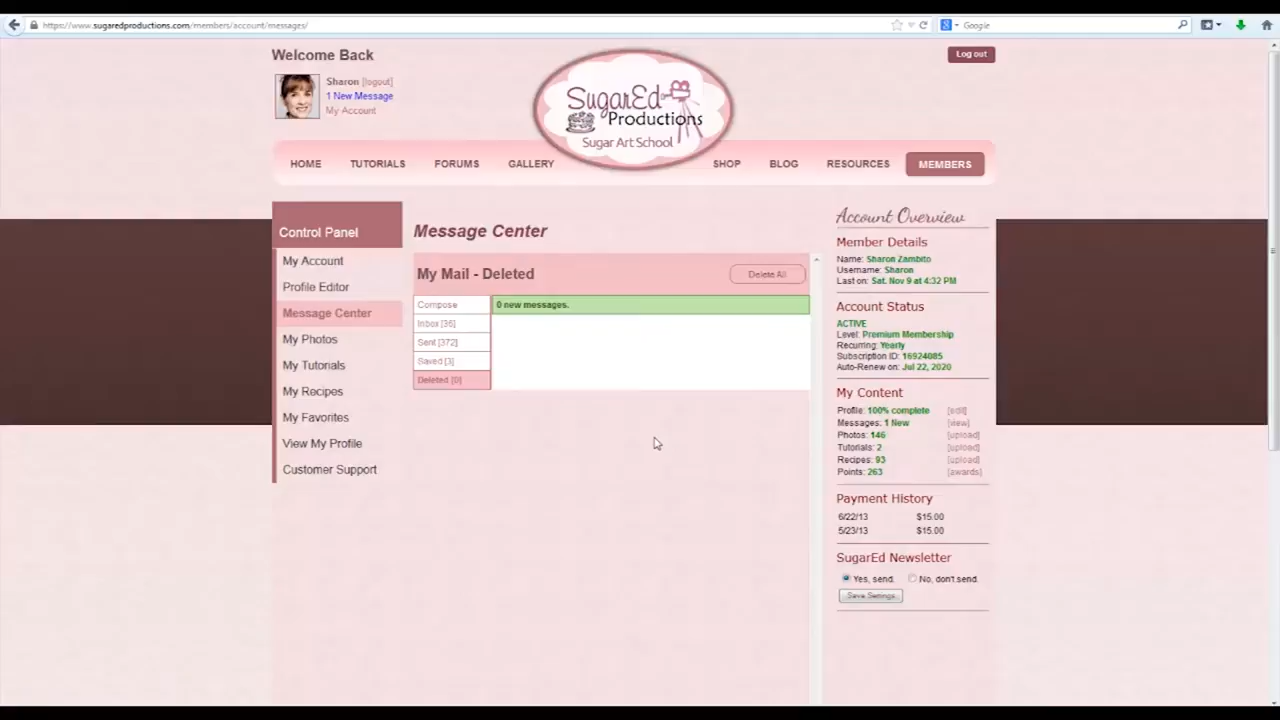 https://www.sugaredproductions.com/members/account/messages/
Google
Welcome Back
Log out
Sharon [logout]
1 New Message
My Account
SugarEd
Productions
Sugar Art School
HOME
TUTORIALS
FORUMS
GALLERY
SHOP
BLOG
RESOURCES
MEMBERS
Control Panel
My Account
Profile Editor
Message Center
My Photos
My Tutorials
My Recipes
My Favorites
View My Profile
Customer Support
Message Center
My Mail - Deleted
Delete All
Compose
Inbox [36]
Sent [372]
Saved [3]
Deleted [0]
0 new messages.
Account Overview
Member Details
Name: Sharon Zambito
Username: Sharon
Last on: Sat. Nov 9 at 4:32 PM
Account Status
ACTIVE
Level: Premium Membership
Recurring: Yearly
Subscription ID: 16924085
Auto-Renew on: Jul 22, 2020
My Content
Profile: 100% complete [edit]
Messages: 1 New [view]
Photos: 146 [upload]
Tutorials: 2 [upload]
Recipes: 93 [upload]
Points: 263 [awards]
Payment History
6/22/13 $15.00
5/23/13 $15.00
SugarEd Newsletter
Yes, send. No, don't send.
Save Settings